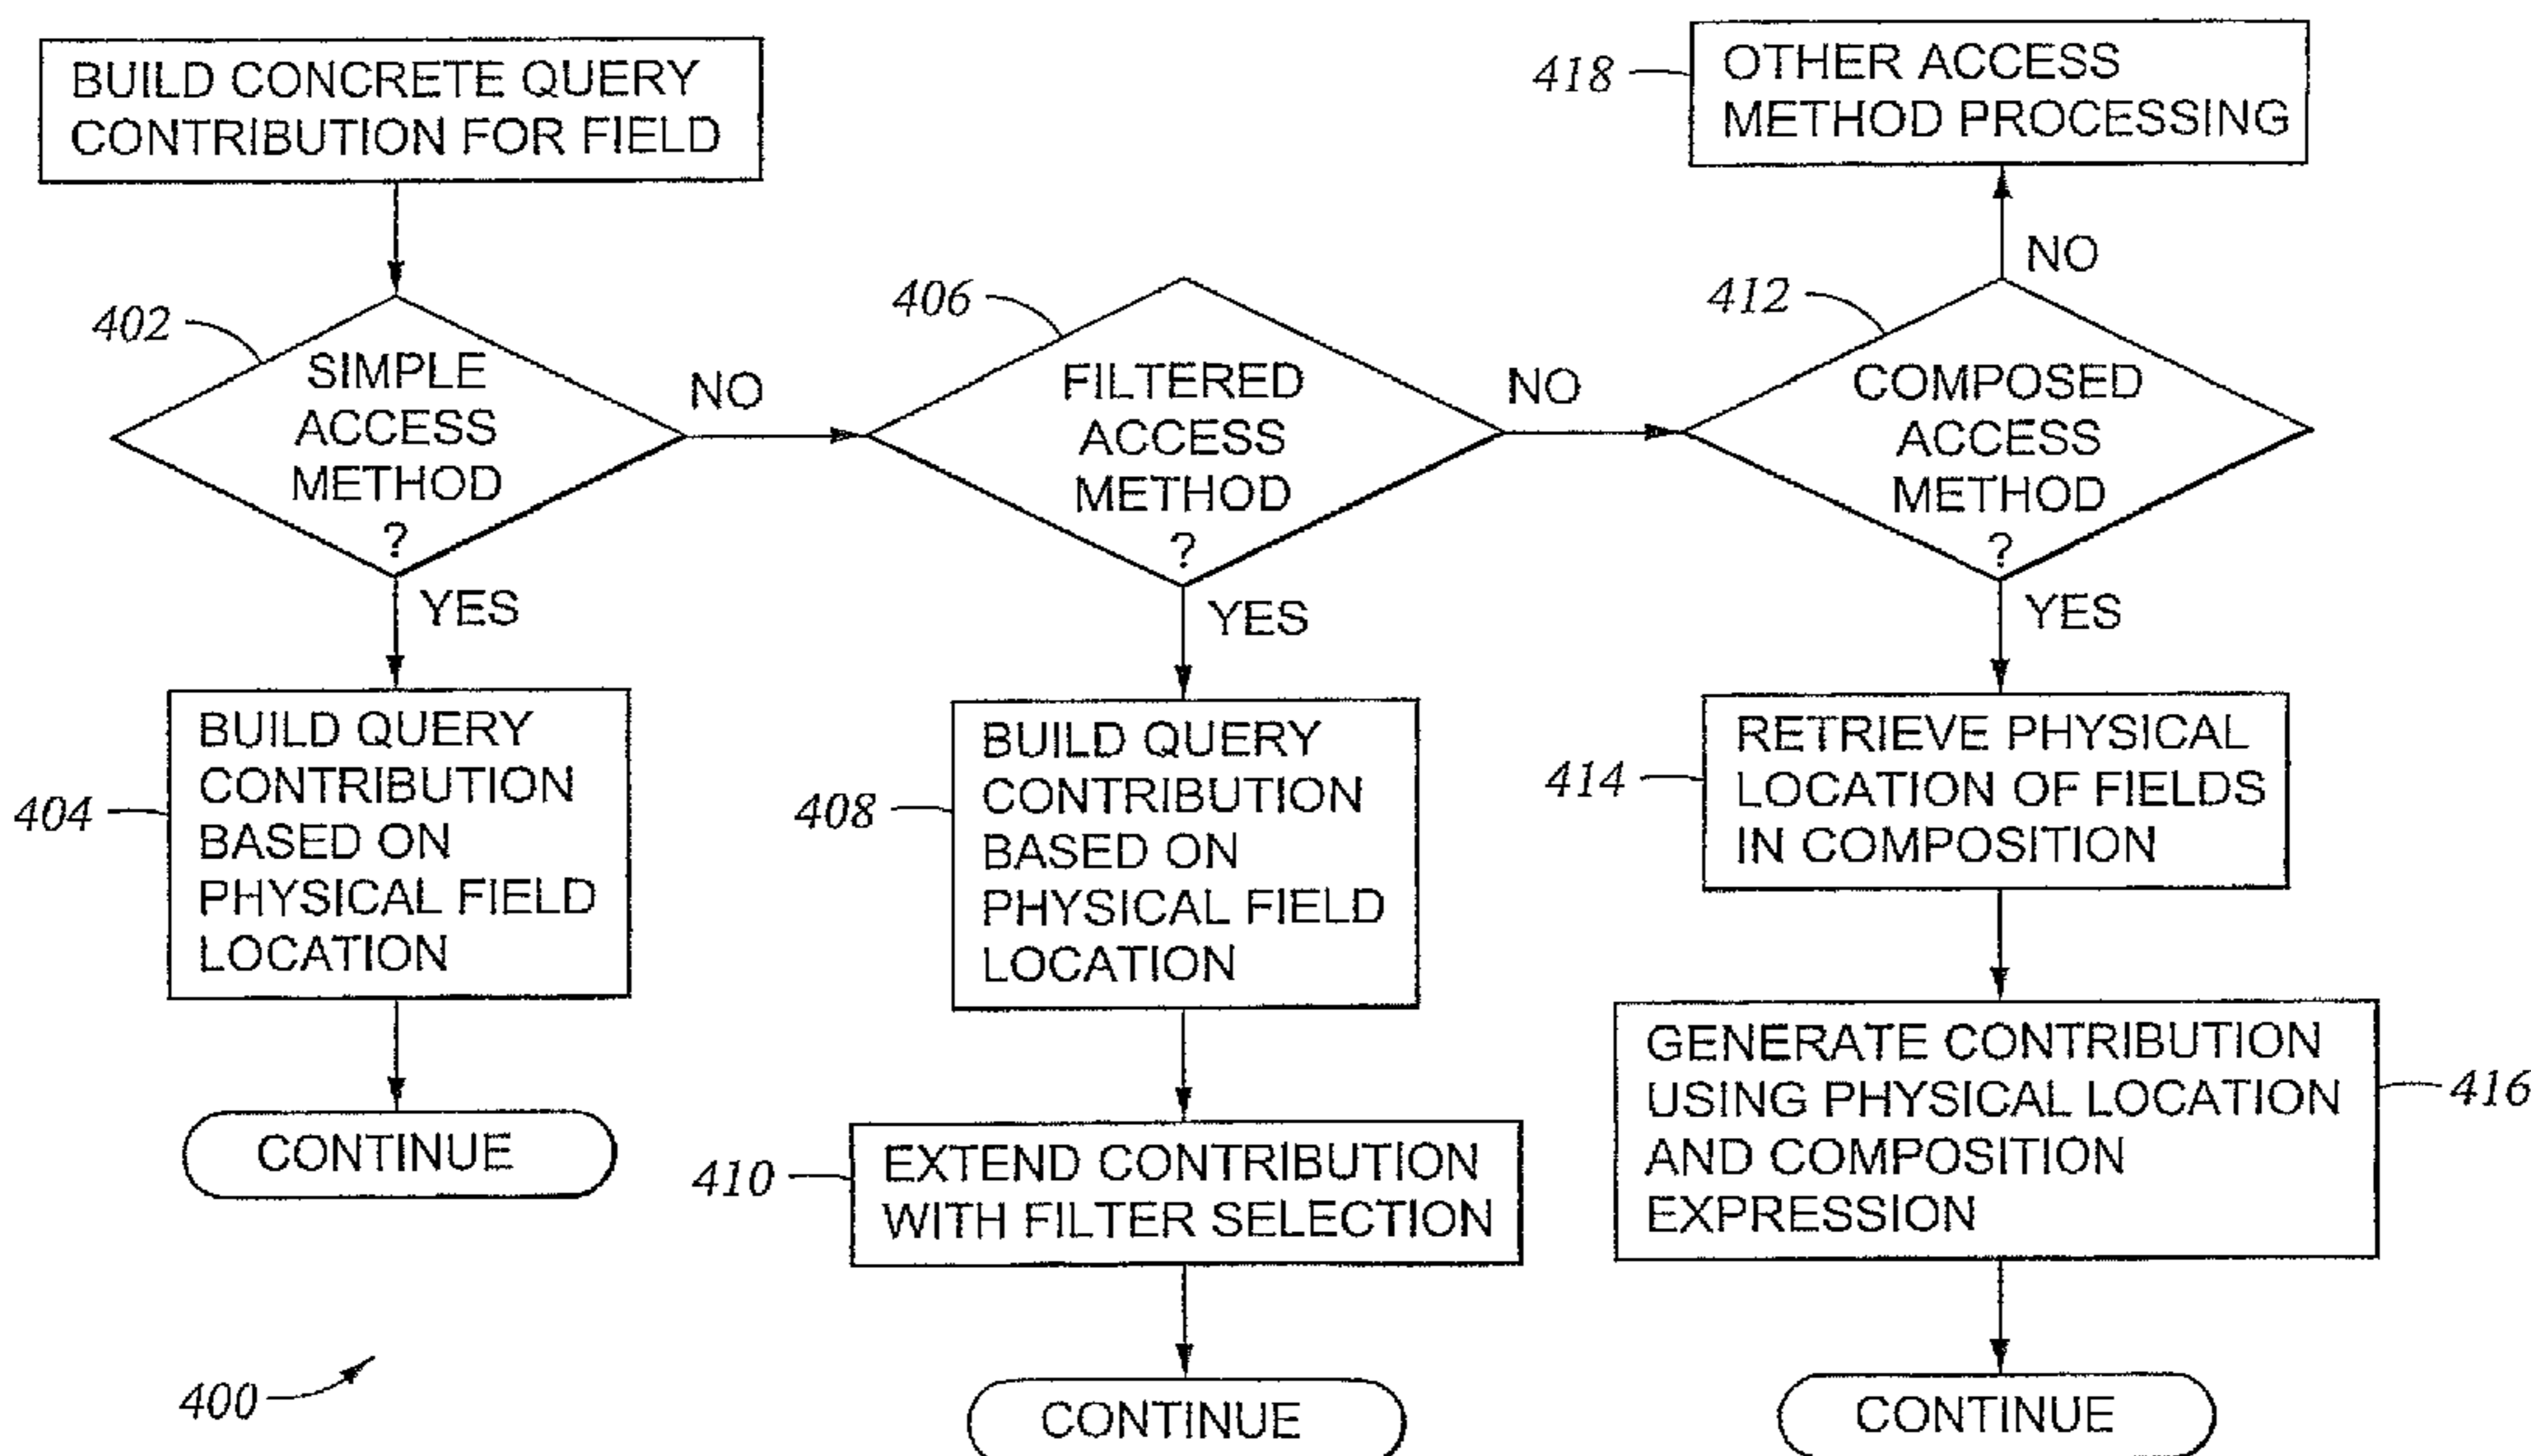 BUILD CONCRETE QUERY
CONTRIBUTION FOR FIELD
402
SIMPLE
ACCESS
METHOD
?
NO
YES
404
BUILD QUERY
CONTRIBUTION
BASED ON
PHYSICAL FIELD
LOCATION
CONTINUE
406
FILTERED
ACCESS
METHOD
?
NO
YES
408
BUILD QUERY
CONTRIBUTION
BASED ON
PHYSICAL FIELD
LOCATION
410
EXTEND CONTRIBUTION
WITH FILTER SELECTION
CONTINUE
418
OTHER ACCESS
METHOD PROCESSING
NO
412
COMPOSED
ACCESS
METHOD
?
YES
414
RETRIEVE PHYSICAL
LOCATION OF FIELDS
IN COMPOSITION
GENERATE CONTRIBUTION
USING PHYSICAL LOCATION
AND COMPOSITION
EXPRESSION
416
CONTINUE
400